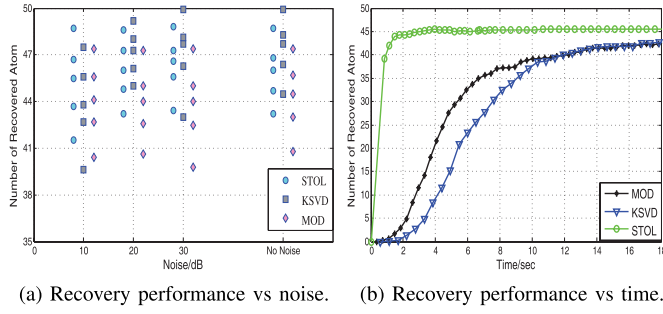 50
47
44
41
38
35
0
10
20
30
No Noise
Noise/dB
Number of Recovered Atom
STOL
KSVD
MOD
50
45
40
35
30
25
20
15
10
5
0
0
2
4
6
8
10
12
14
16
18
Time/sec
Number of Recovered Atom
MOD
KSVD
STOL
(a) Recovery performance vs noise.
(b) Recovery performance vs time.